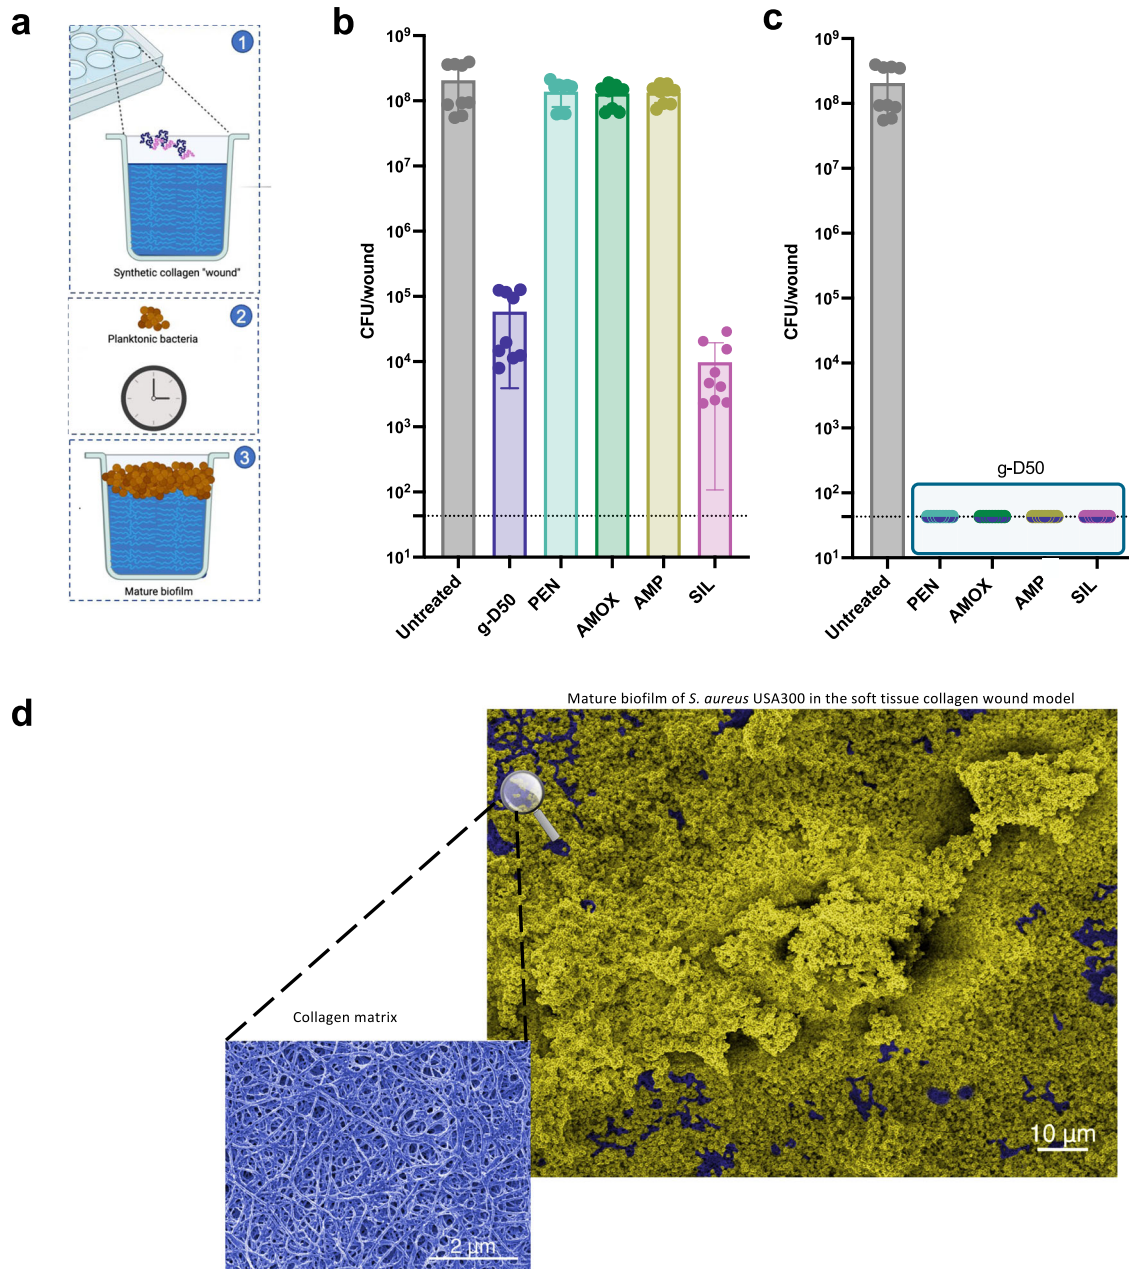 a
1
Synthetic collagen "wound"
2
Planktonic bacteria
3
Mature biofilm
b
CFU/wound
10⁹
10⁸
10⁷
10⁶
10⁵
10⁴
10³
10²
10¹
Untreated
g-D50
PEN
AMOX
AMP
SIL
c
CFU/wound
10⁹
10⁸
10⁷
10⁶
10⁵
10⁴
10³
10²
10¹
g-D50
Untreated
PEN
AMOX
AMP
SIL
d
Mature biofilm of S. aureus USA300 in the soft tissue collagen wound model
Collagen matrix
10 µm
2 µm